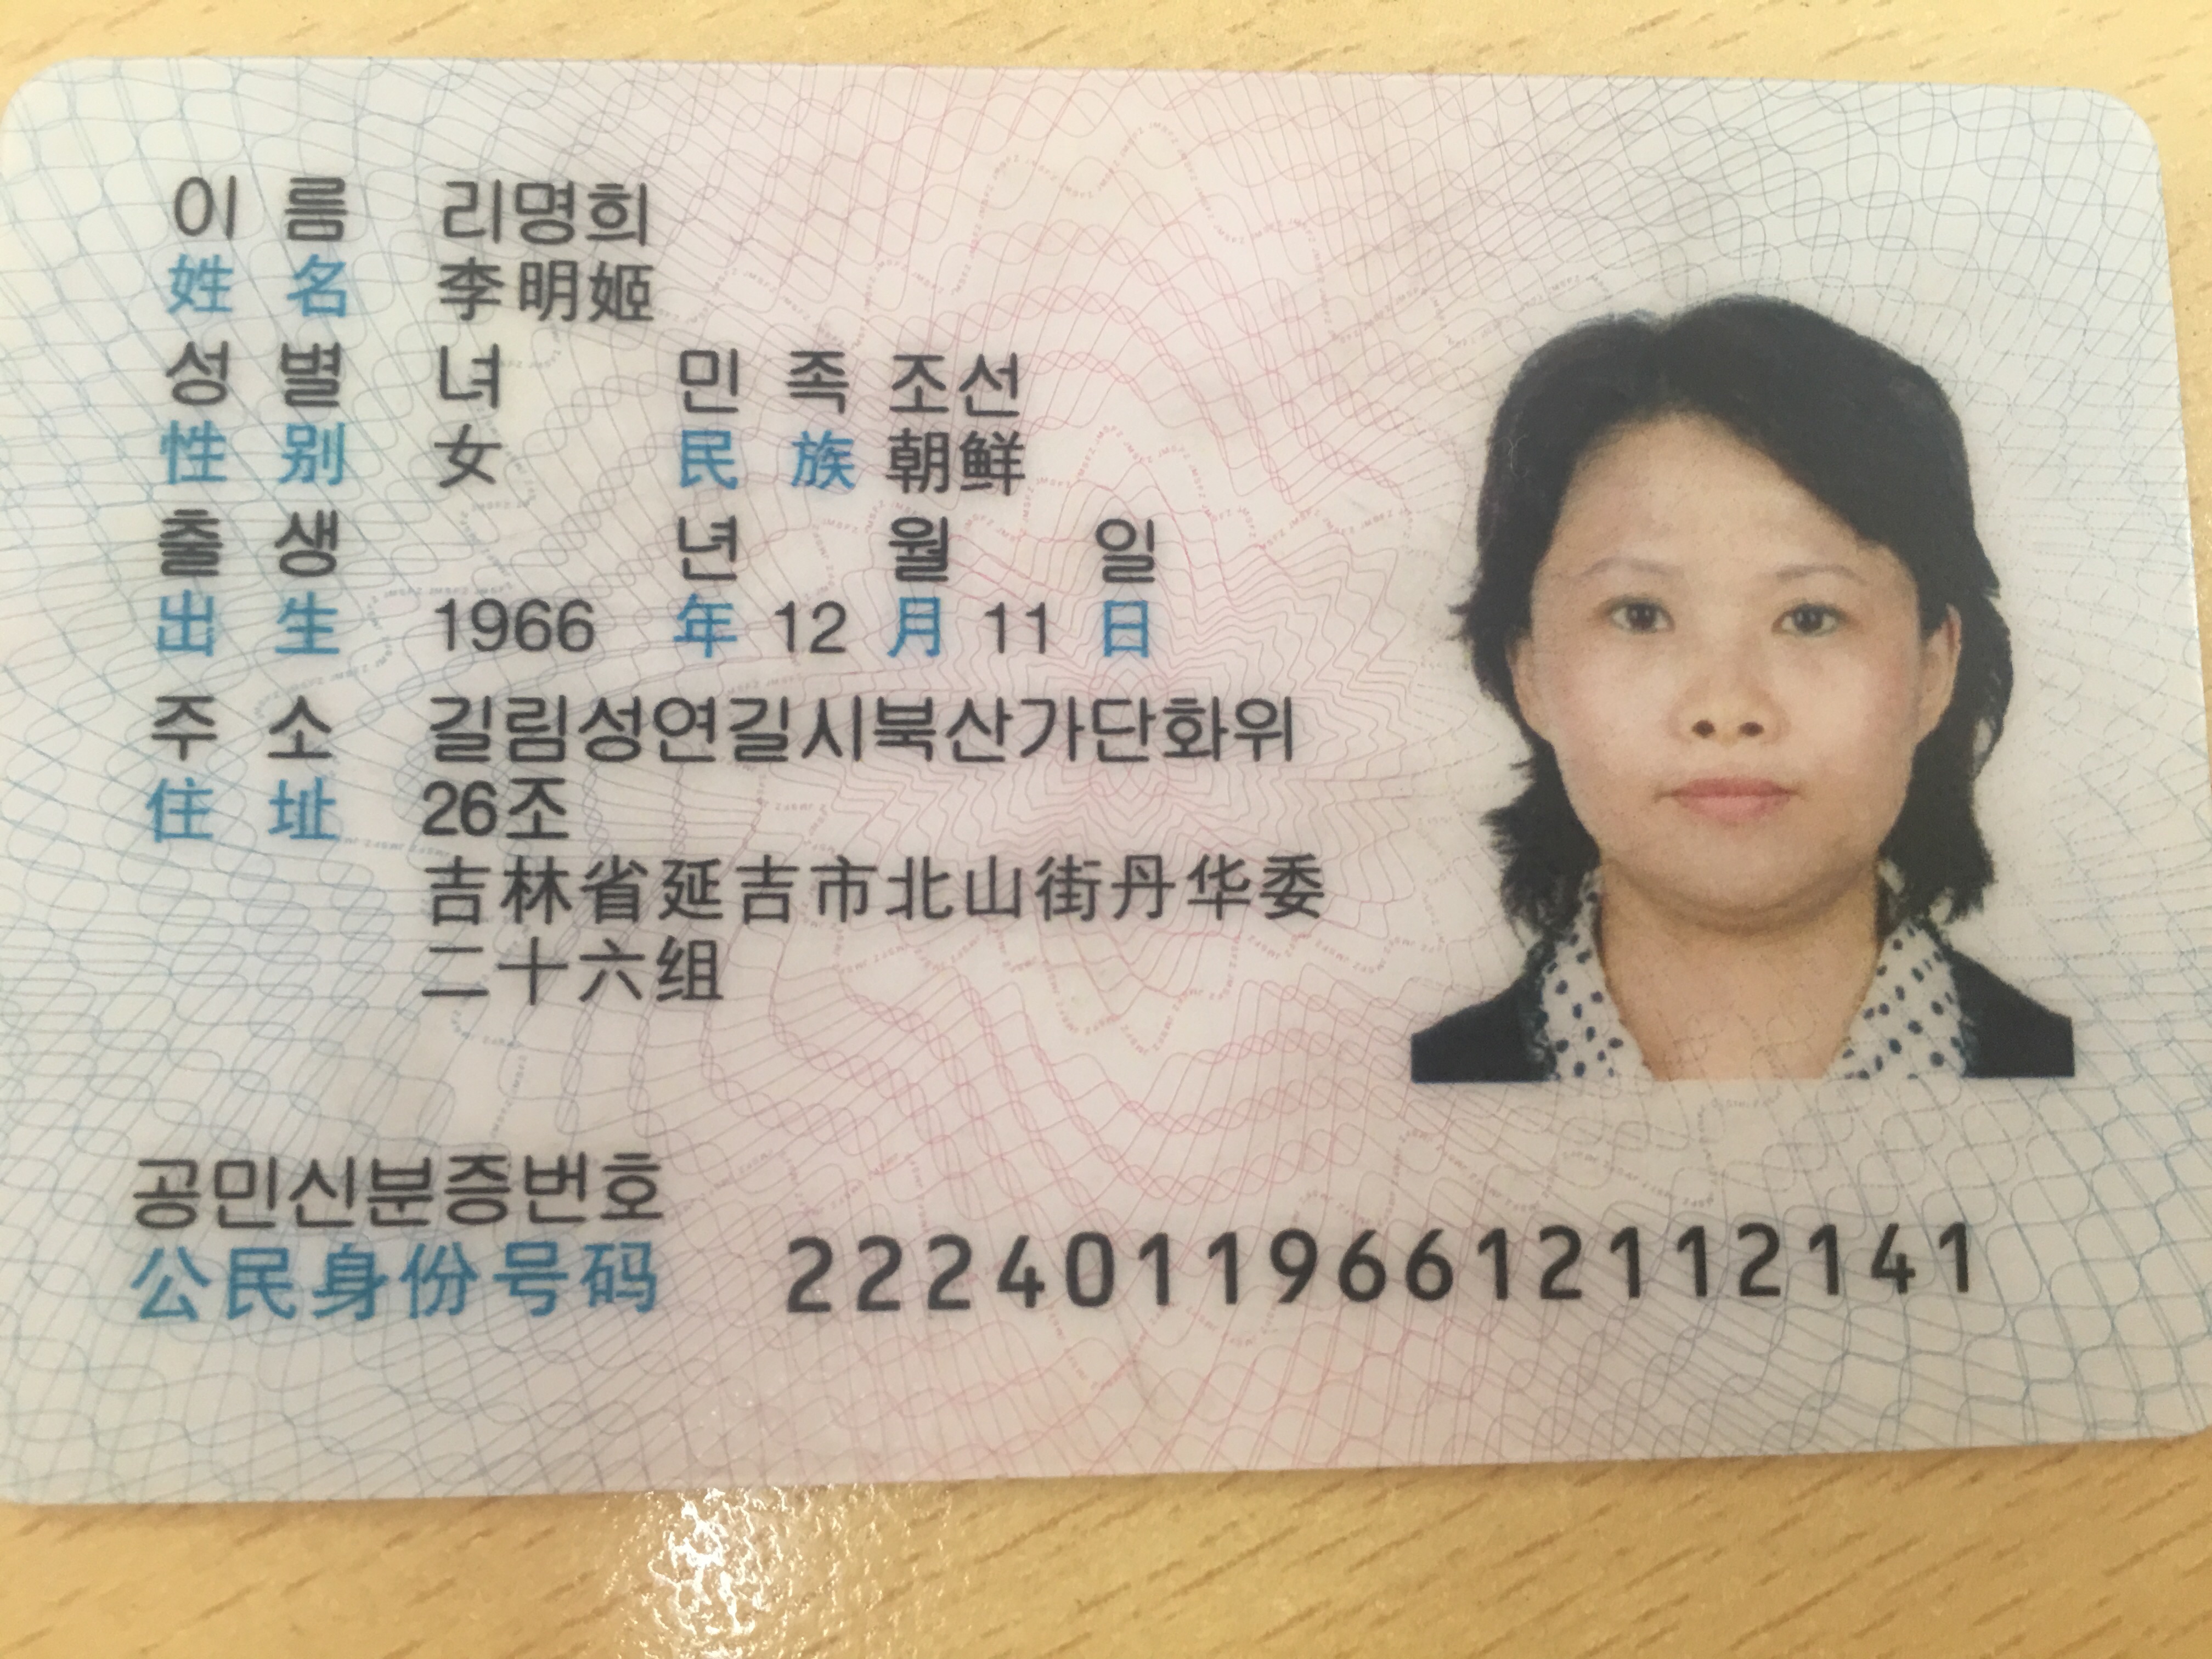 이 름 리명희
姓 名 李明姬
성 별 녀 민 족 조선
性 别 女 民 族 朝鲜
출 생 년 월 일
出 生 1966 年 12 月 11 日
주 소 길림성연길시북산가단화위
住 址 26조
吉林省延吉市北山街丹华委
二十六组
공민신분증번호
公民身份号码 222401196612112141